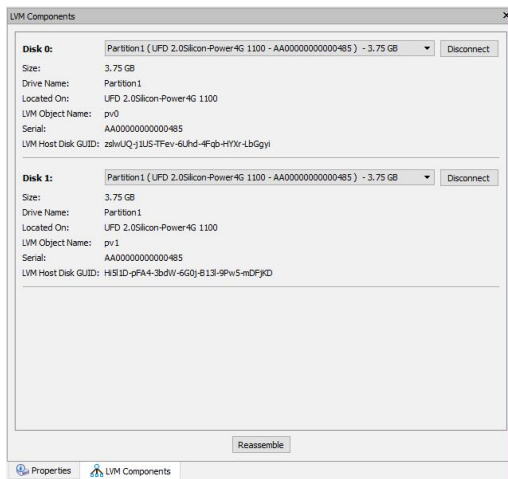 LVM Components
Disk 0: Partition1 ( UFD 2.0Silicon-Power4G 1100 - AA00000000000485 ) - 3.75 GB Disconnect
Size: 3.75 GB
Drive Name: Partition1
Located On: UFD 2.0Silicon-Power4G 1100
LVM Object Name: pv0
Serial: AA00000000000485
LVM Host Disk GUID: zslwUQ-j1US-TFev-6Uhd-4Fqb-HYXr-LbGgyi
Disk 1: Partition1 ( UFD 2.0Silicon-Power4G 1100 - AA00000000000485 ) - 3.75 GB Disconnect
Size: 3.75 GB
Drive Name: Partition1
Located On: UFD 2.0Silicon-Power4G 1100
LVM Object Name: pv1
Serial: AA00000000000485
LVM Host Disk GUID: Hi5l1D-pFA4-3bdW-6G0j-B13l-9Pw5-mDFjKD
Reassemble
Properties LVM Components